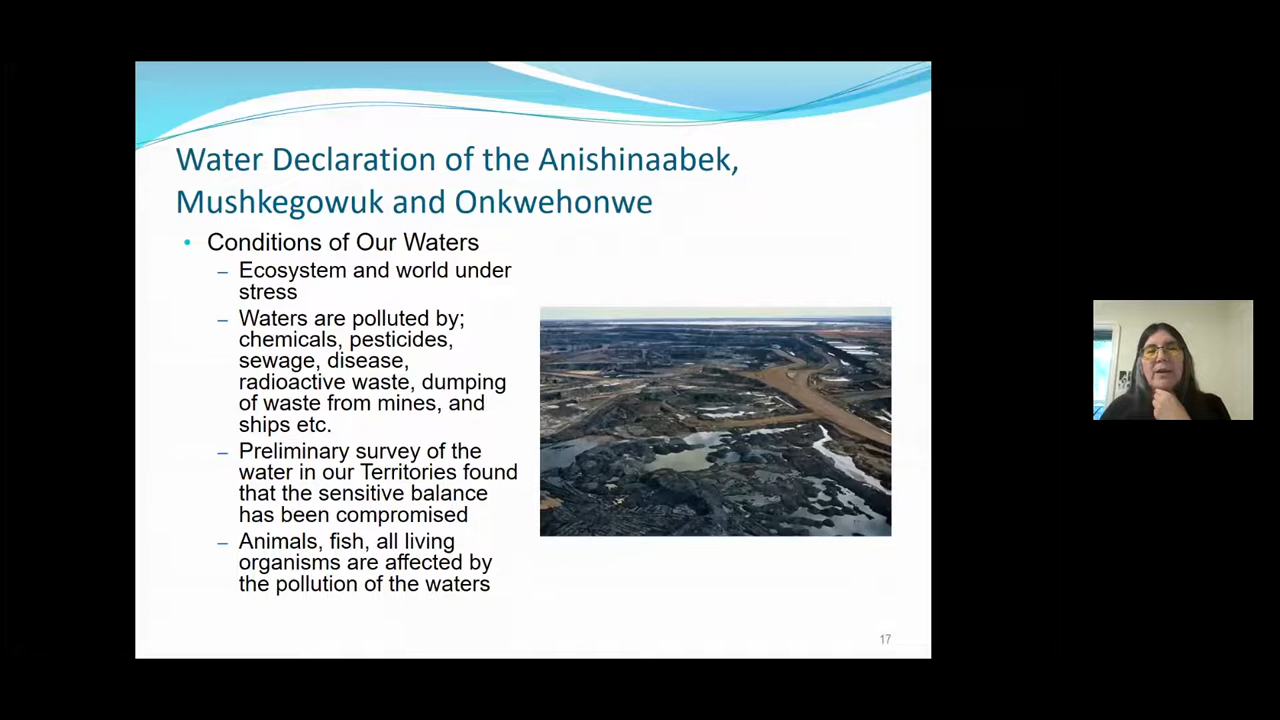 Water Declaration of the Anishinaabek,
Mushkegowuk and Onkwehonwe
• Conditions of Our Waters
– Ecosystem and world under
stress
– Waters are polluted by;
chemicals, pesticides,
sewage, disease,
radioactive waste, dumping
of waste from mines, and
ships etc.
– Preliminary survey of the
water in our Territories found
that the sensitive balance
has been compromised
– Animals, fish, all living
organisms are affected by
the pollution of the waters
17